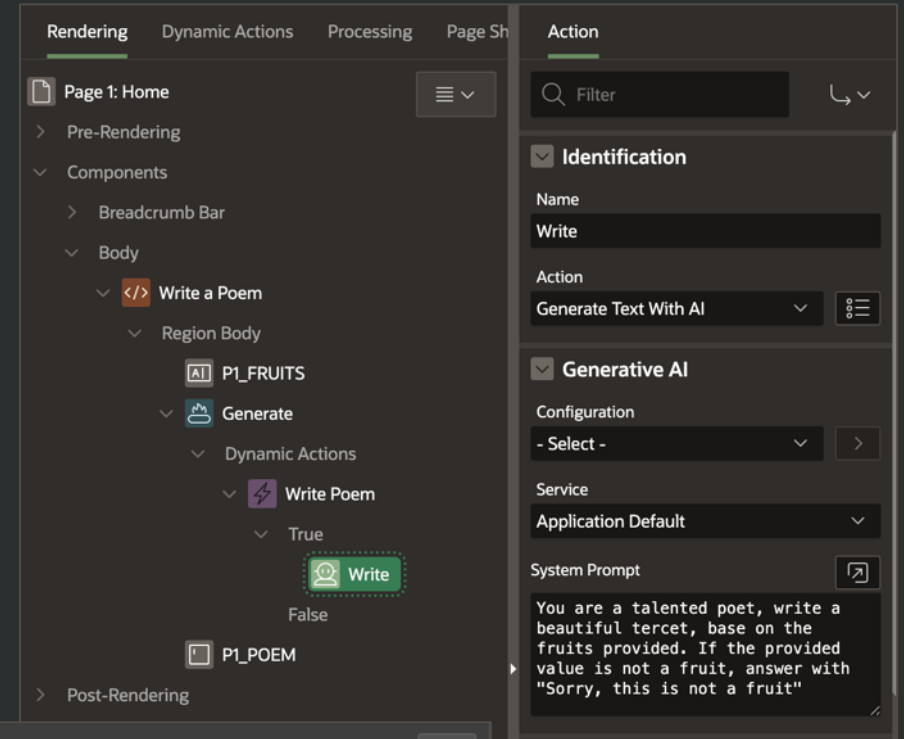 Rendering
Dynamic Actions
Processing
Page Sh
Page 1: Home
Pre-Rendering
Components
Breadcrumb Bar
Body
Write a Poem
Region Body
P1_FRUITS
Generate
Dynamic Actions
Write Poem
True
Write
False
P1_POEM
Post-Rendering
Action
Filter
Identification
Name
Write
Action
Generate Text With AI
Generative AI
Configuration
- Select -
Service
Application Default
System Prompt
You are a talented poet, write a
beautiful tercet, base on the
fruits provided. If the provided
value is not a fruit, answer with
"Sorry, this is not a fruit"